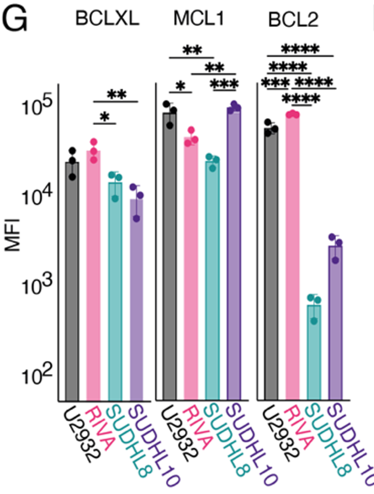 G
BCLXL MCL1 BCL2
** ** ****
** ****
* * *** *** ****
****
MFI
10⁵
10⁴
10³
10²
U2932 RIVA SUDHL8 SUDHL10
U2932 RIVA SUDHL8 SUDHL10
U2932 RIVA SUDHL8 SUDHL10